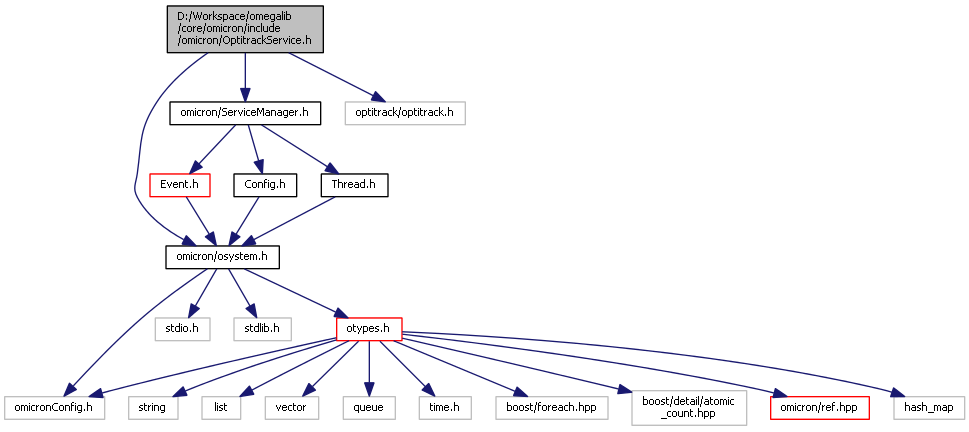 D:/Workspace/omegalib
/core/omicron/include
/omicron/OptitrackService.h
omicron/ServiceManager.h
optitrack/optitrack.h
Event.h
Config.h
Thread.h
omicron/osystem.h
stdio.h
stdlib.h
otypes.h
omicronConfig.h
string
list
vector
queue
time.h
boost/foreach.hpp
boost/detail/atomic
_count.hpp
omicron/ref.hpp
hash_map